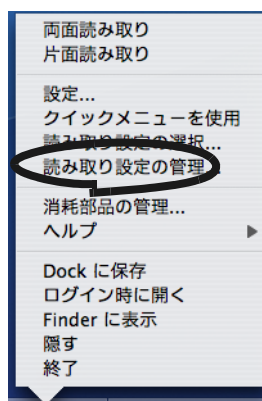 両面読み取り
片面読み取り
設定...
クイックメニューを使用
読み取り設定の選択...
読み取り設定の管理...
消耗部品の管理...
ヘルプ
Dock に保存
ログイン時に開く
Finder に表示
隠す
終了